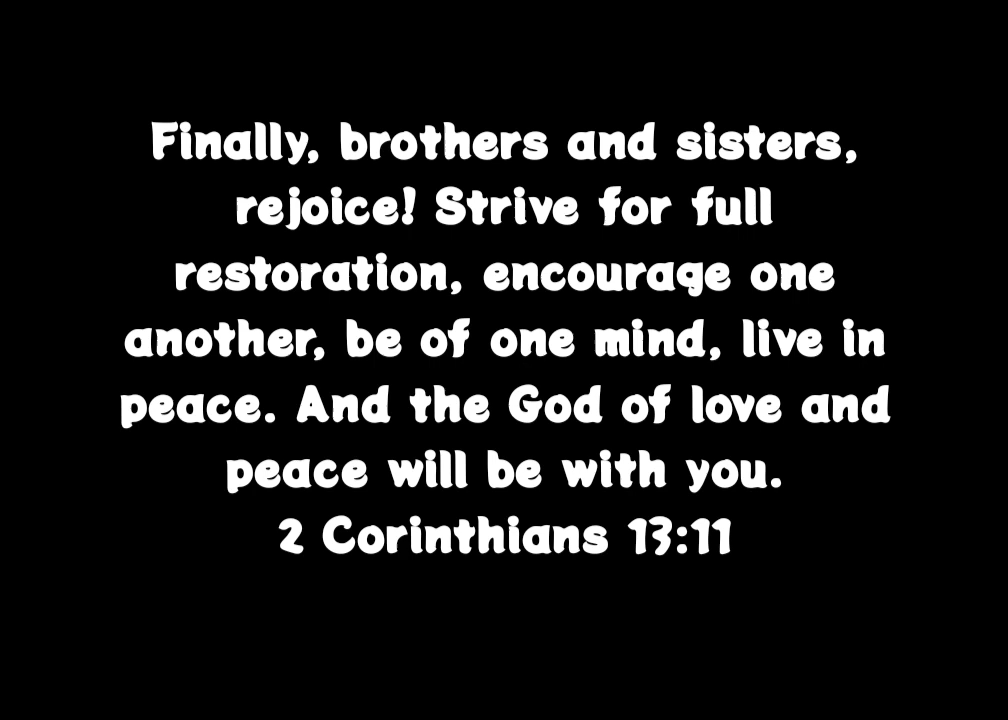 Finally, brothers and sisters,
rejoice! Strive for full
restoration, encourage one
another, be of one mind, live in
peace. And the God of love and
peace will be with you.
2 Corinthians 13:11